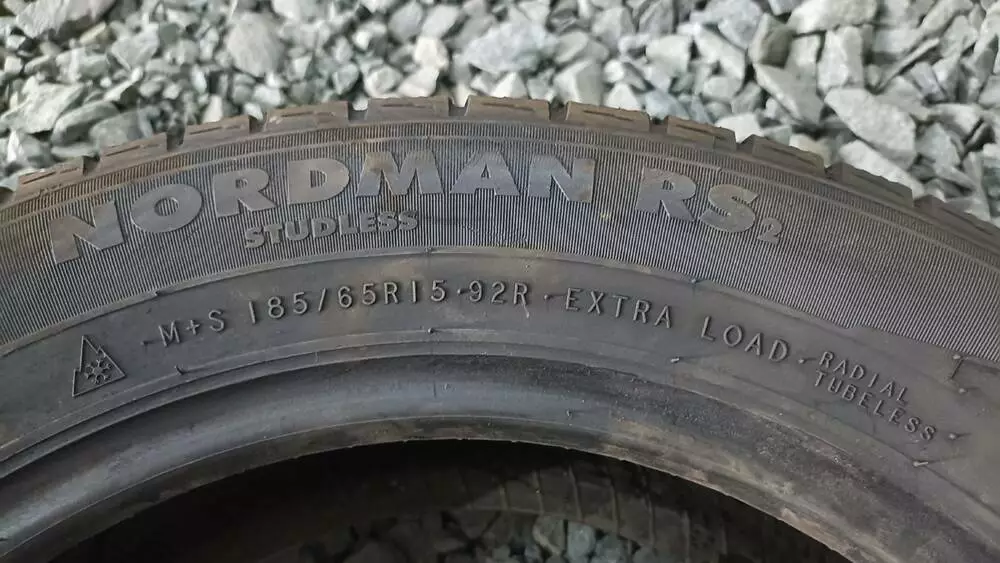 NORDMAN RS2
STUDLESS
M+S 185/65R15 · 92R · EXTRA LOAD · RADIAL
TUBELESS